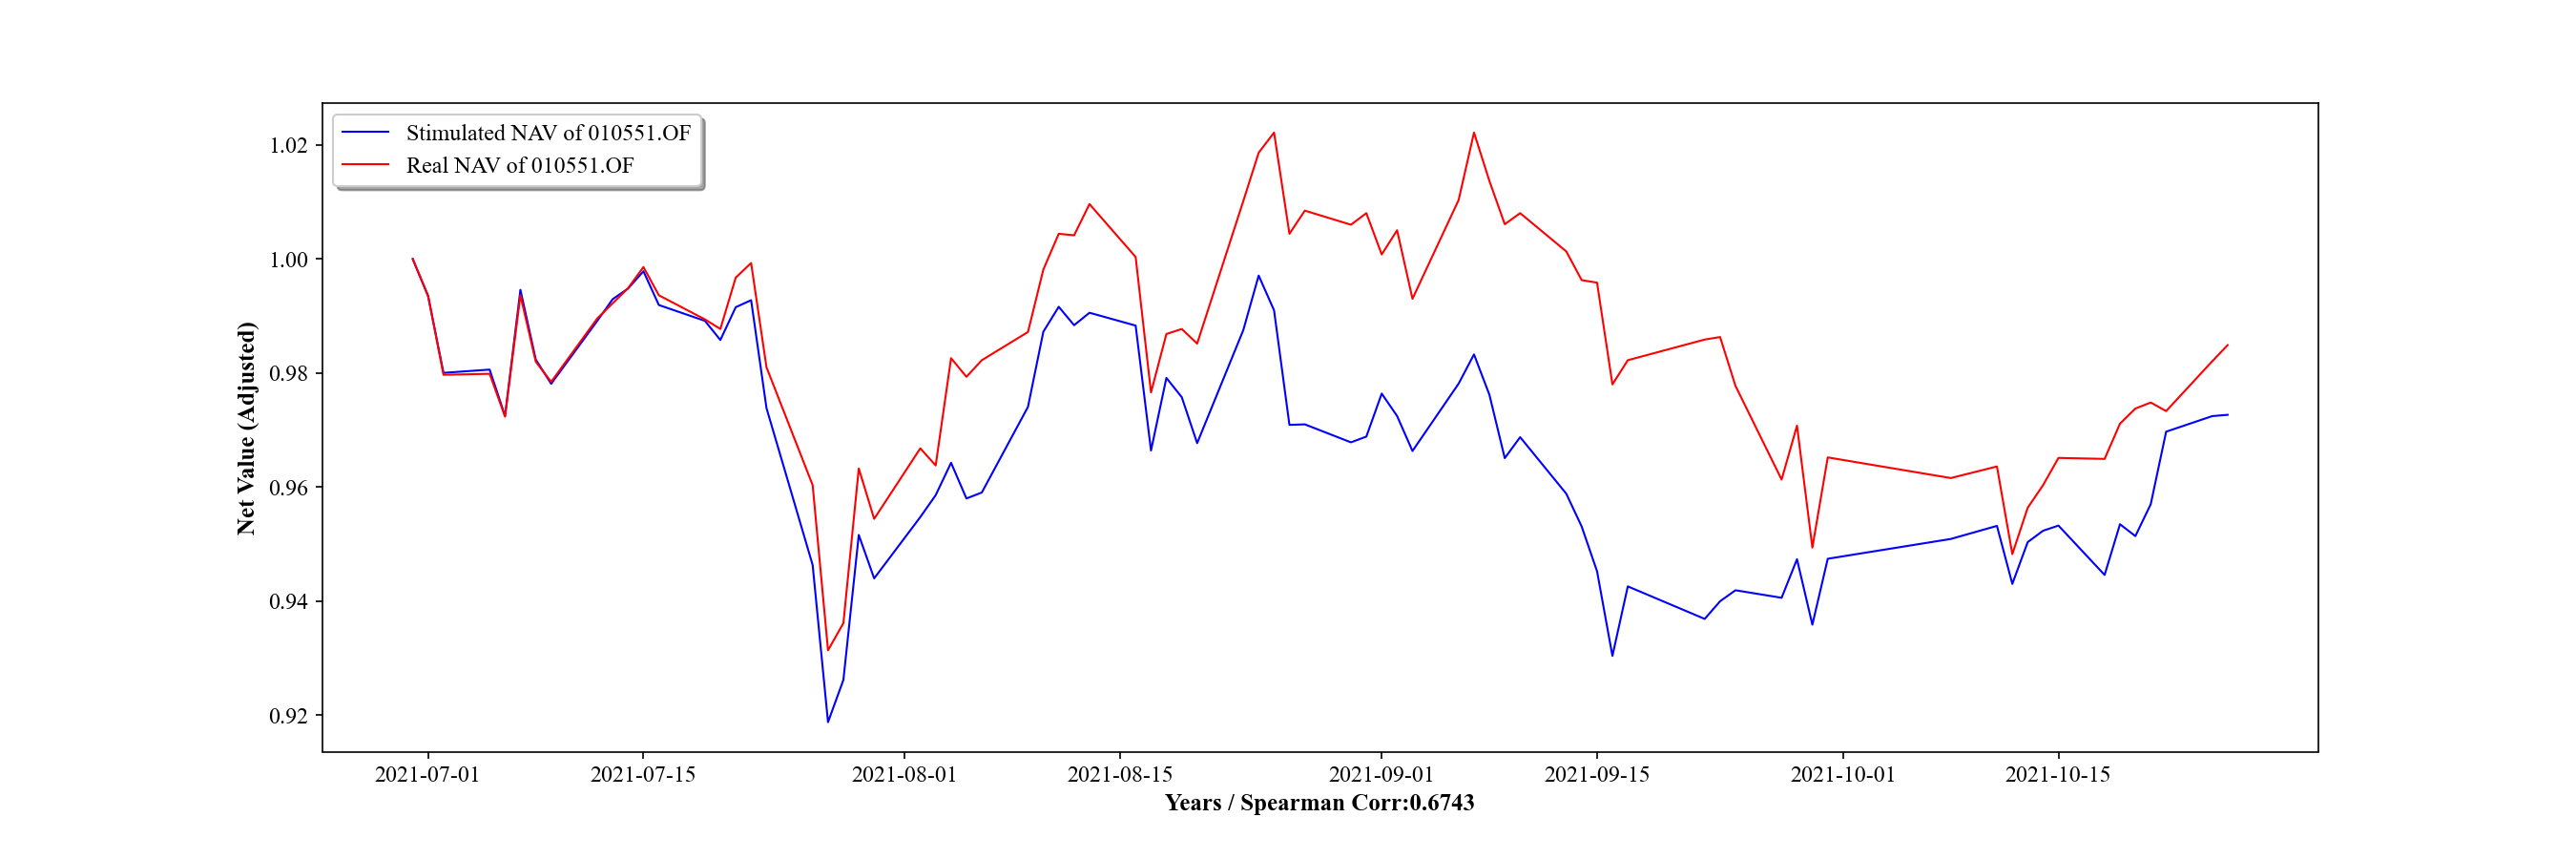 Stimulated NAV of 010551.OF
Real NAV of 010551.OF
1.02
1.00
0.98
0.96
0.94
0.92
Net Value (Adjusted)
2021-07-01 2021-07-15 2021-08-01 2021-08-15 2021-09-01 2021-09-15 2021-10-01 2021-10-15
Years / Spearman Corr:0.6743